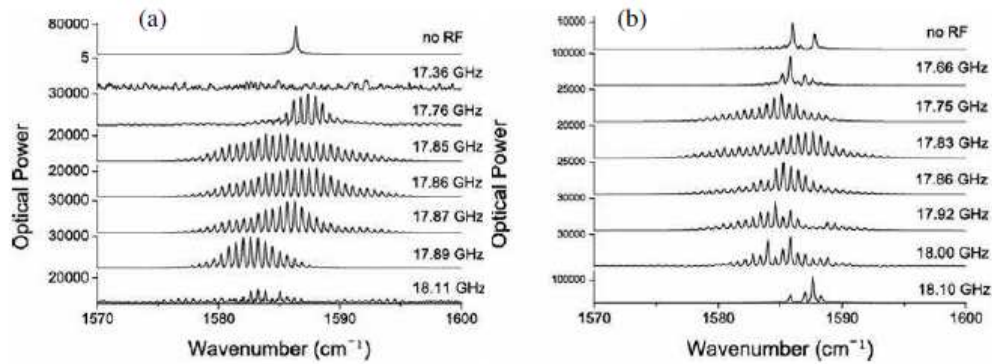 (a)
80000
no RF
5
17.36 GHz
30000
17.76 GHz
20000
17.85 GHz
20000
17.86 GHz
30000
17.87 GHz
30000
17.89 GHz
20000
18.11 GHz
1570 1580 1590 1600
Wavenumber (cm⁻¹)
Optical Power
(b)
10000
no RF
100000
17.66 GHz
25000
17.75 GHz
20000
17.83 GHz
25000
17.86 GHz
30000
17.92 GHz
18.00 GHz
100000
18.10 GHz
1570 1580 1590 1600
Wavenumber (cm⁻¹)
Optical Power